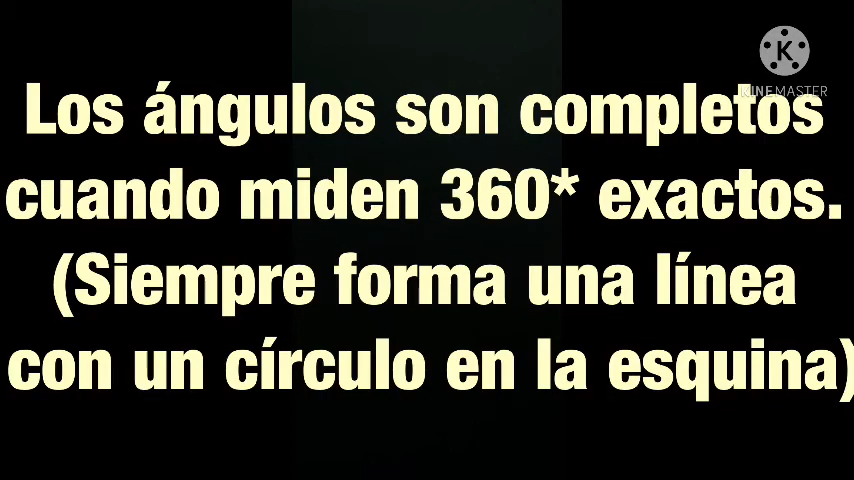 KINEMASTER
Los ángulos son completos
cuando miden 360* exactos.
(Siempre forma una línea
con un círculo en la esquina)